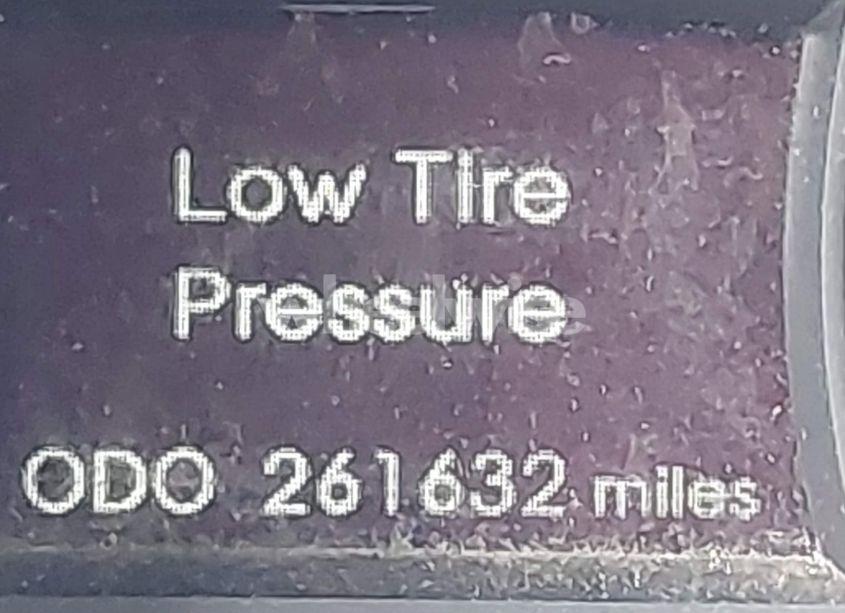 Low Tire
Pressure
ODO 261632 miles